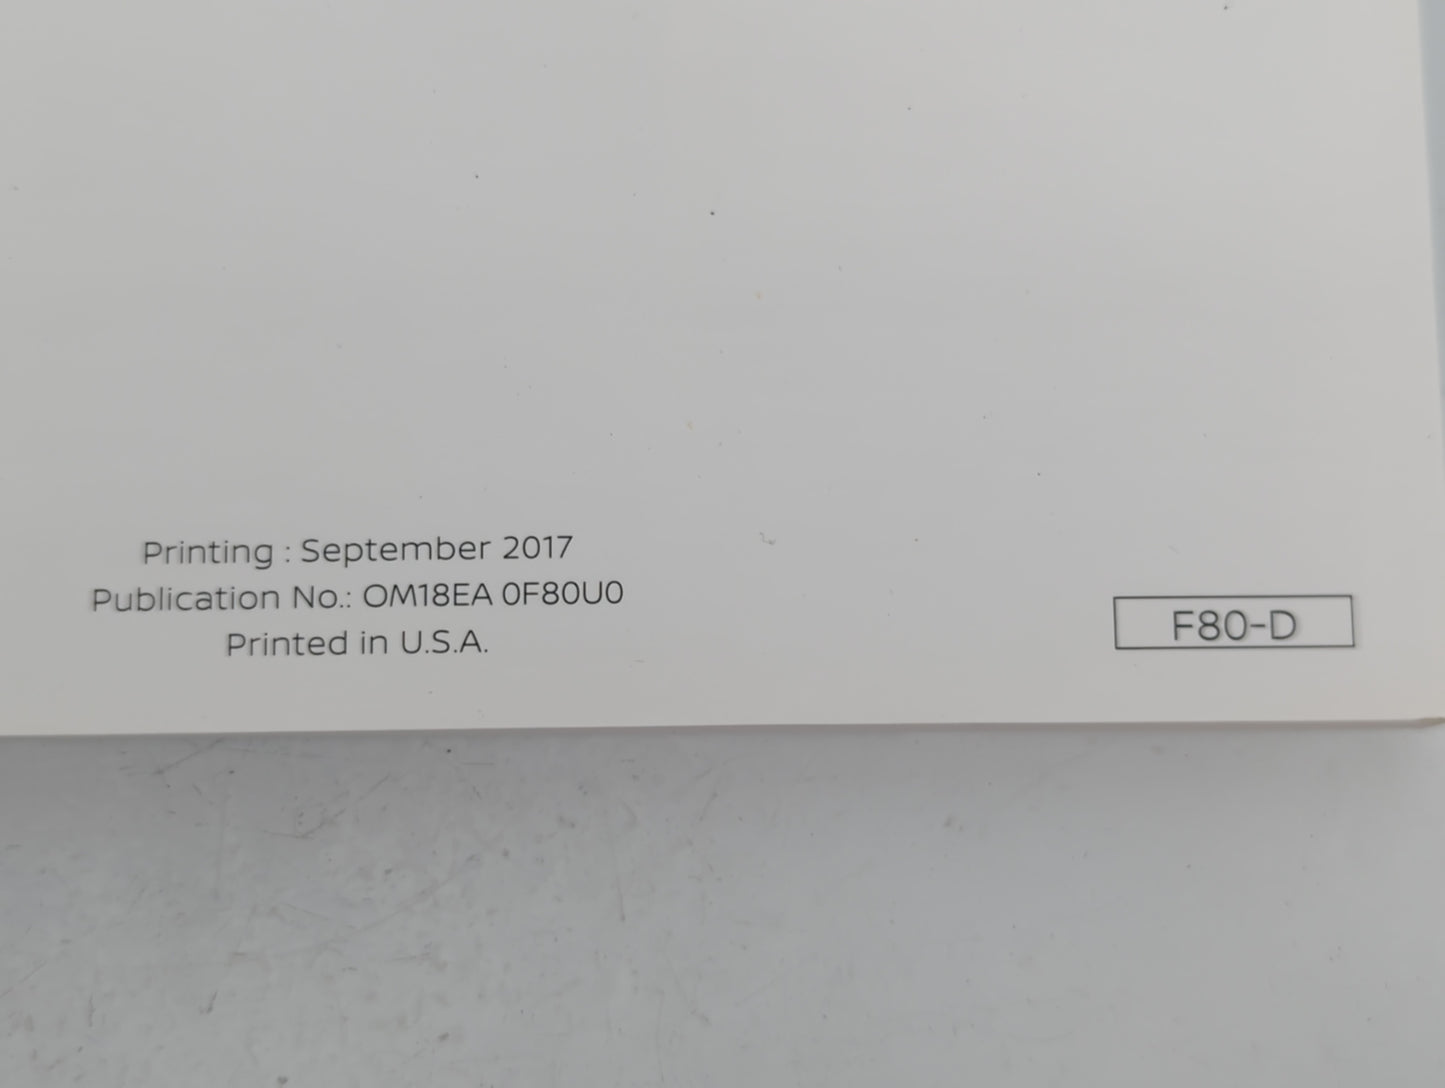 Printing : September 2017
Publication No.: OM18EA 0F80U0
Printed in U.S.A.
F80-D